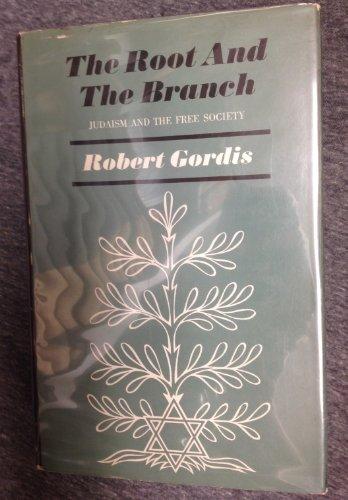 The Root And
The Branch
JUDAISM AND THE FREE SOCIETY
Robert Gordis